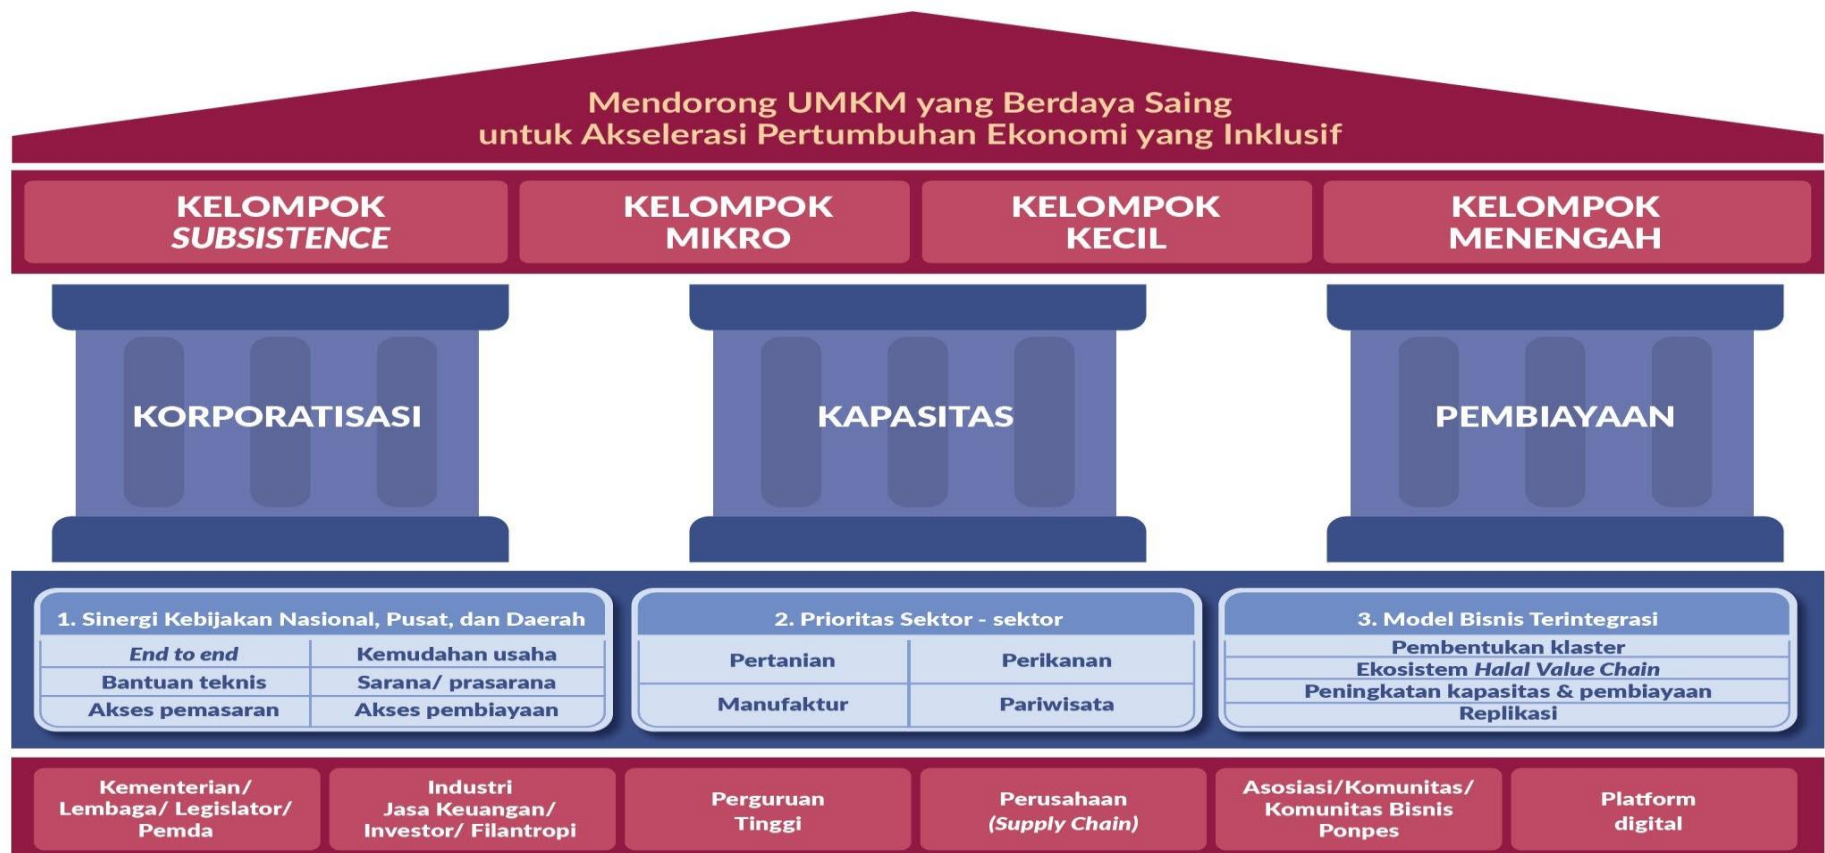 Mendorong UMKM yang Berdaya Saing
untuk Akselerasi Pertumbuhan Ekonomi yang Inklusif
KELOMPOK
SUBSISTENCE
KELOMPOK
MIKRO
KELOMPOK
KECIL
KELOMPOK
MENENGAH
KORPORATISASI
KAPASITAS
PEMBIAYAAN
1. Sinergi Kebijakan Nasional, Pusat, dan Daerah
End to end
Kemudahan usaha
Bantuan teknis
Sarana/ prasarana
Akses pemasaran
Akses pembiayaan
2. Prioritas Sektor - sektor
Pertanian
Perikanan
Manufaktur
Pariwisata
3. Model Bisnis Terintegrasi
Pembentukan klaster
Ekosistem Halal Value Chain
Peningkatan kapasitas & pembiayaan
Replikasi
Kementerian/
Lembaga/ Legislator/
Pemda
Industri
Jasa Keuangan/
Investor/ Filantropi
Perguruan
Tinggi
Perusahaan
(Supply Chain)
Asosiasi/Komunitas/
Komunitas Bisnis
Ponpes
Platform
digital